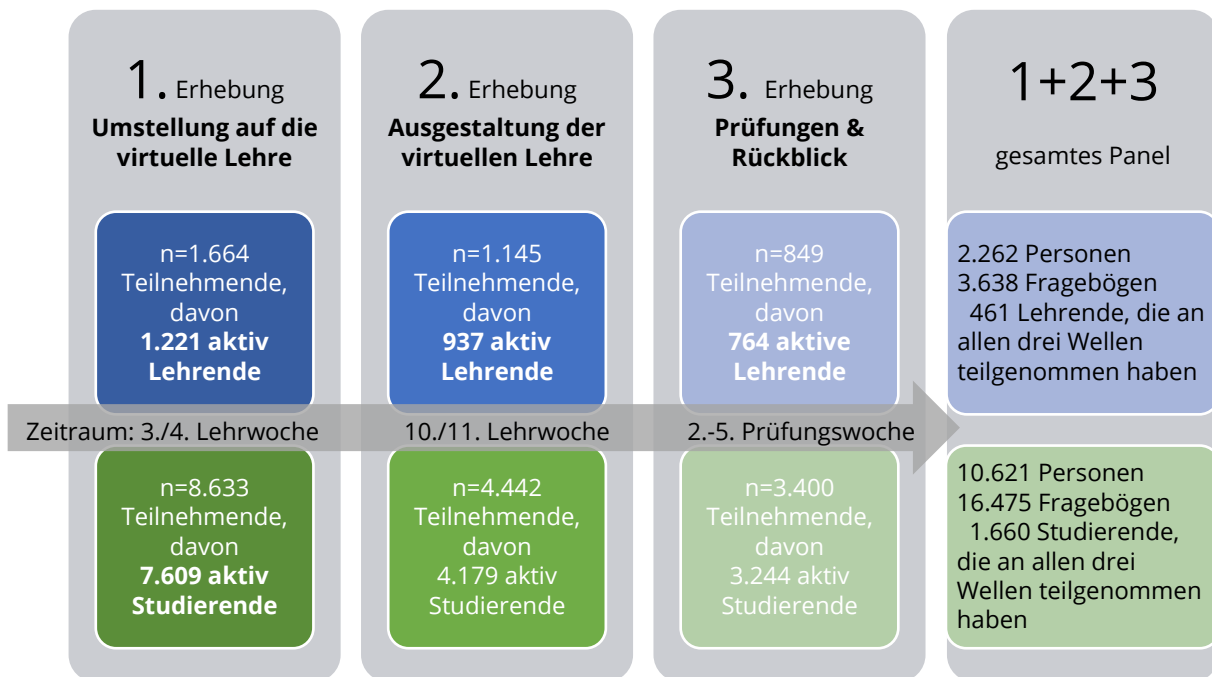 1. Erhebung
Umstellung auf die
virtuelle Lehre
n=1.664
Teilnehmende,
davon
1.221 aktiv
Lehrende
Zeitraum: 3./4. Lehrwoche
n=8.633
Teilnehmende,
davon
7.609 aktiv
Studierende
2. Erhebung
Ausgestaltung der
virtuellen Lehre
n=1.145
Teilnehmende,
davon
937 aktiv
Lehrende
10./11. Lehrwoche
n=4.442
Teilnehmende,
davon
4.179 aktiv
Studierende
3. Erhebung
Prüfungen &
Rückblick
n=849
Teilnehmende,
davon
764 aktive
Lehrende
2.-5. Prüfungswoche
n=3.400
Teilnehmende,
davon
3.244 aktiv
Studierende
1+2+3
gesamtes Panel
2.262 Personen
3.638 Fragebögen
461 Lehrende, die an
allen drei Wellen
teilgenommen haben
10.621 Personen
16.475 Fragebögen
1.660 Studierende,
die an allen drei
Wellen teilgenommen
haben